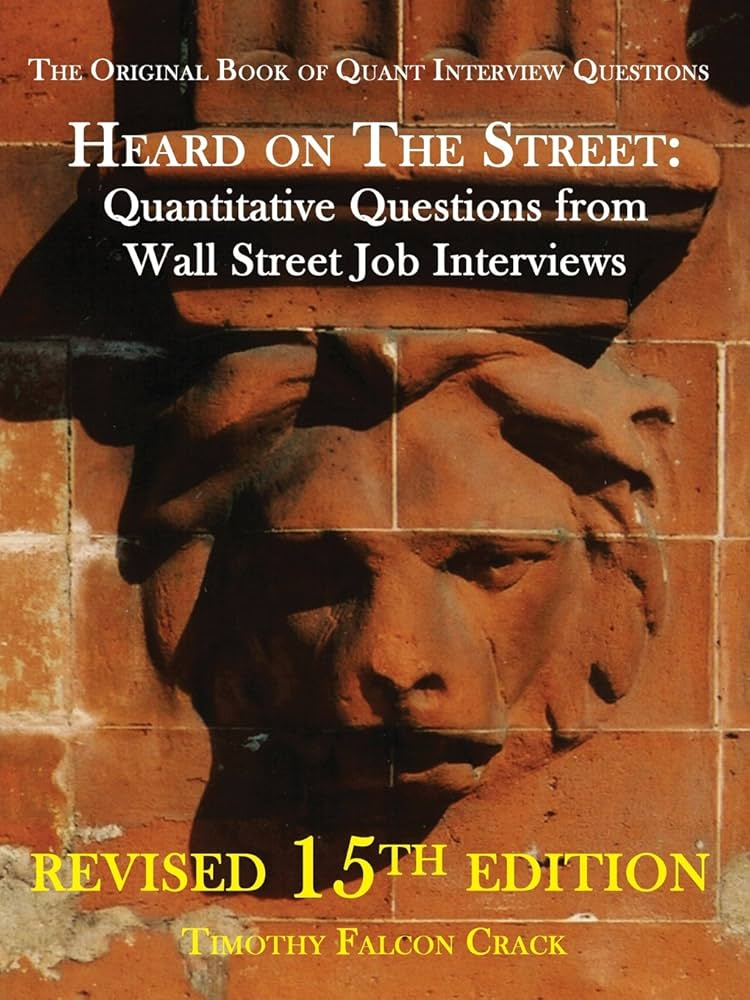 THE ORIGINAL BOOK OF QUANT INTERVIEW QUESTIONS
HEARD ON THE STREET:
Quantitative Questions from
Wall Street Job Interviews
REVISED 15TH EDITION
TIMOTHY FALCON CRACK